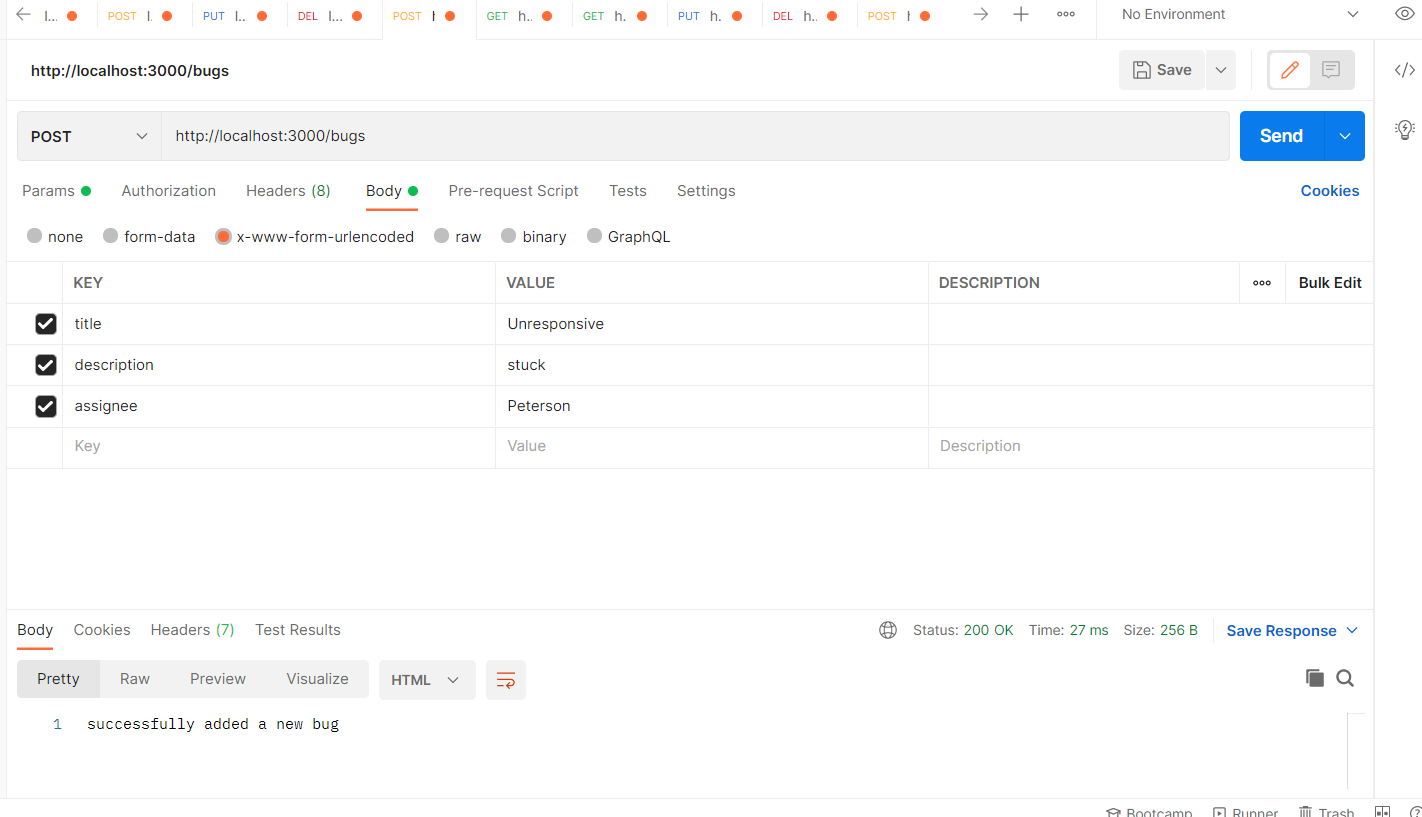 l... POST l. PUT l... DEL l... POST GET h.. GET h. PUT h. DEL h.. POST No Environment
http://localhost:3000/bugs Save
POST http://localhost:3000/bugs Send
Params Authorization Headers (8) Body Pre-request Script Tests Settings Cookies
none form-data x-www-form-urlencoded raw binary GraphQL
KEY VALUE DESCRIPTION Bulk Edit
title Unresponsive
description stuck
assignee Peterson
Key Value Description
Body Cookies Headers (7) Test Results Status: 200 OK Time: 27 ms Size: 256 B Save Response
Pretty Raw Preview Visualize HTML
1 successfully added a new bug
Bootcamp Runner Trash